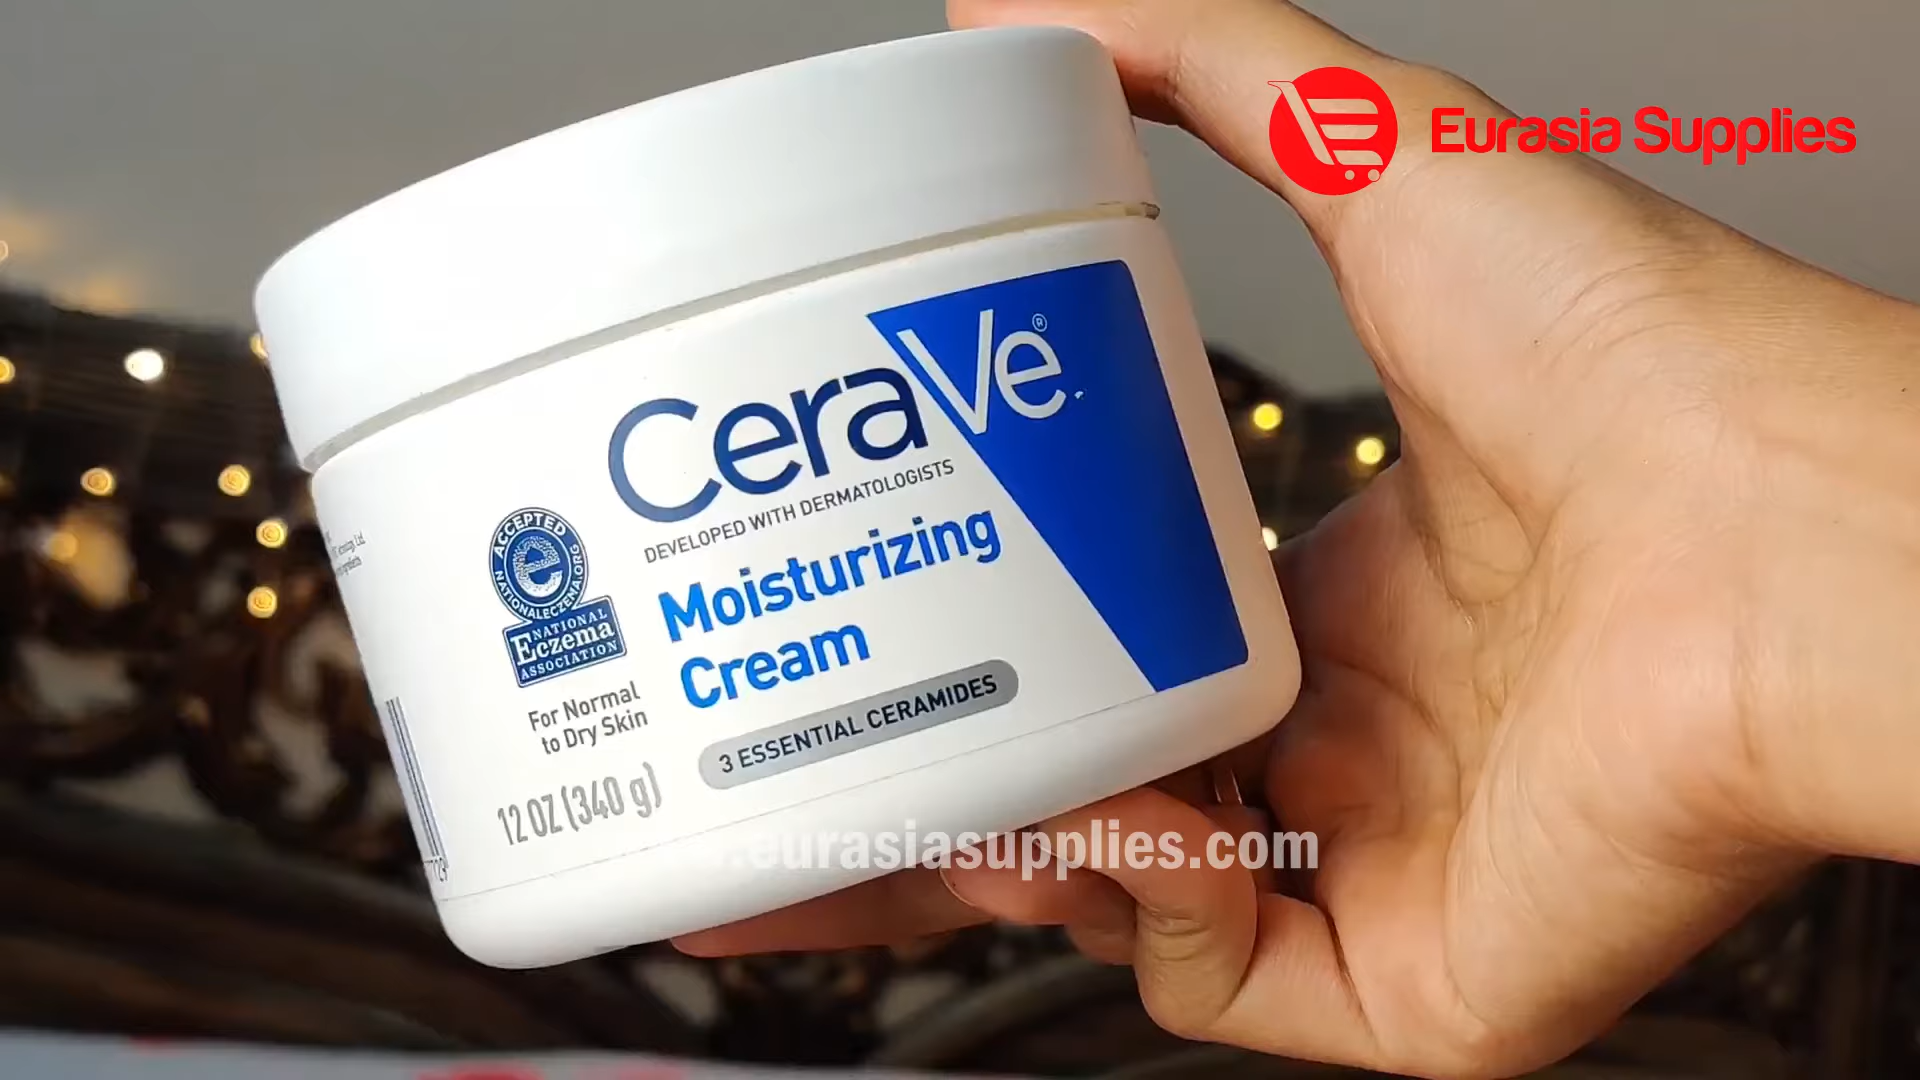 Eurasia Supplies
CeraVe®
DEVELOPED WITH DERMATOLOGISTS
Moisturizing
Cream
3 ESSENTIAL CERAMIDES
ACCEPTED
NATIONALECZEMA.ORG
NATIONAL
Eczema
ASSOCIATION
For Normal
to Dry Skin
12 OZ (340 g)
.eurasiasupplies.com